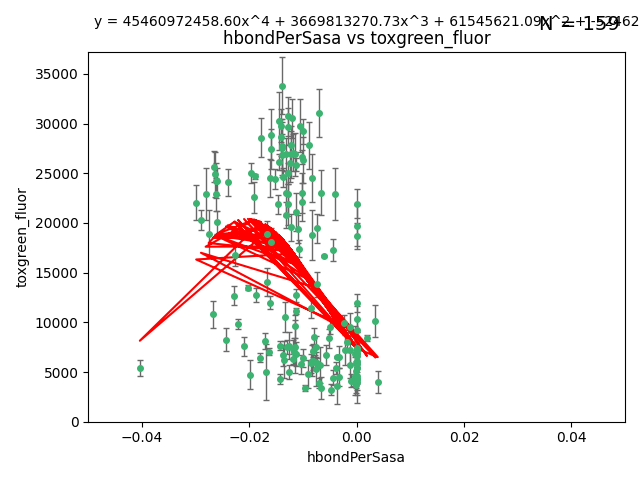 y = 45460972458.60x^4 + 3669813270.73x^3 + 61545621.09x^2 +
N = 159
hbondPerSasa vs toxgreen_fluor
toxgreen_fluor
35000
30000
25000
20000
15000
10000
5000
0
−0.04 −0.02 0.00 0.02 0.04
hbondPerSasa